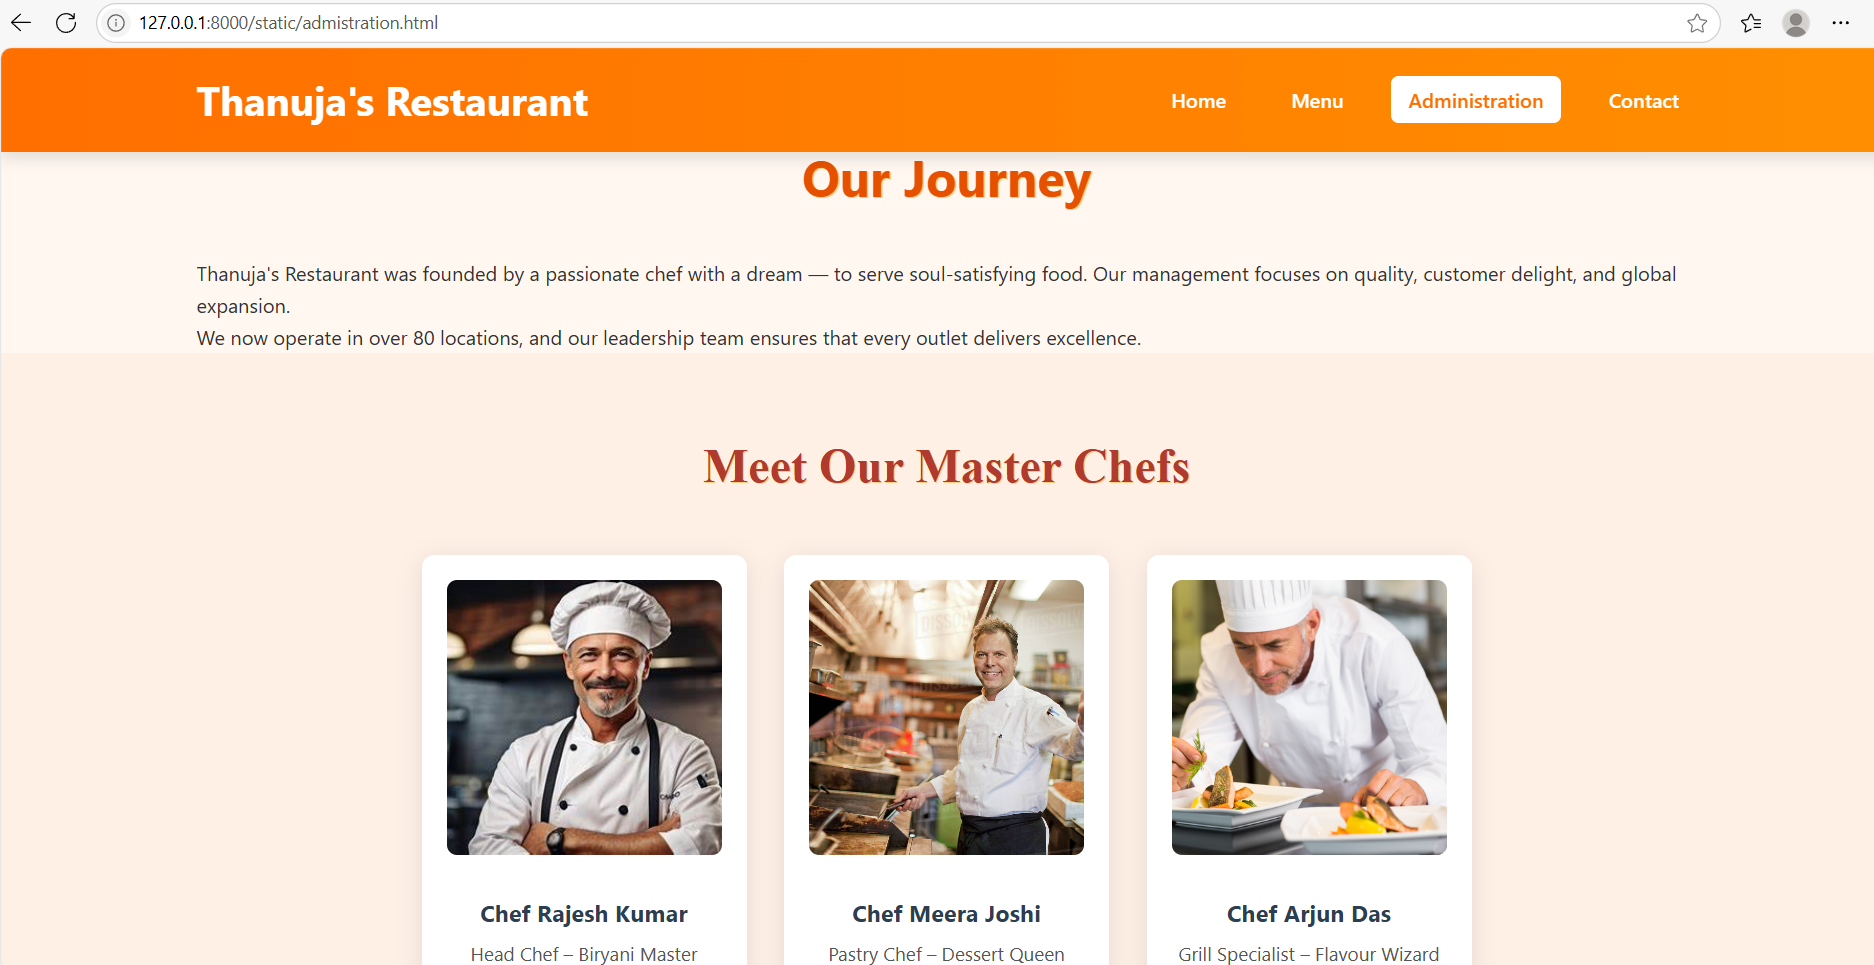 127.0.0.1:8000/static/admistration.html
Thanuja's Restaurant
Home
Menu
Administration
Contact
Our Journey
Thanuja's Restaurant was founded by a passionate chef with a dream — to serve soul-satisfying food. Our management focuses on quality, customer delight, and global
expansion.
We now operate in over 80 locations, and our leadership team ensures that every outlet delivers excellence.
Meet Our Master Chefs
DISSOLVE
Chef Rajesh Kumar
Chef Meera Joshi
Chef Arjun Das
Head Chef – Biryani Master
Pastry Chef – Dessert Queen
Grill Specialist – Flavour Wizard